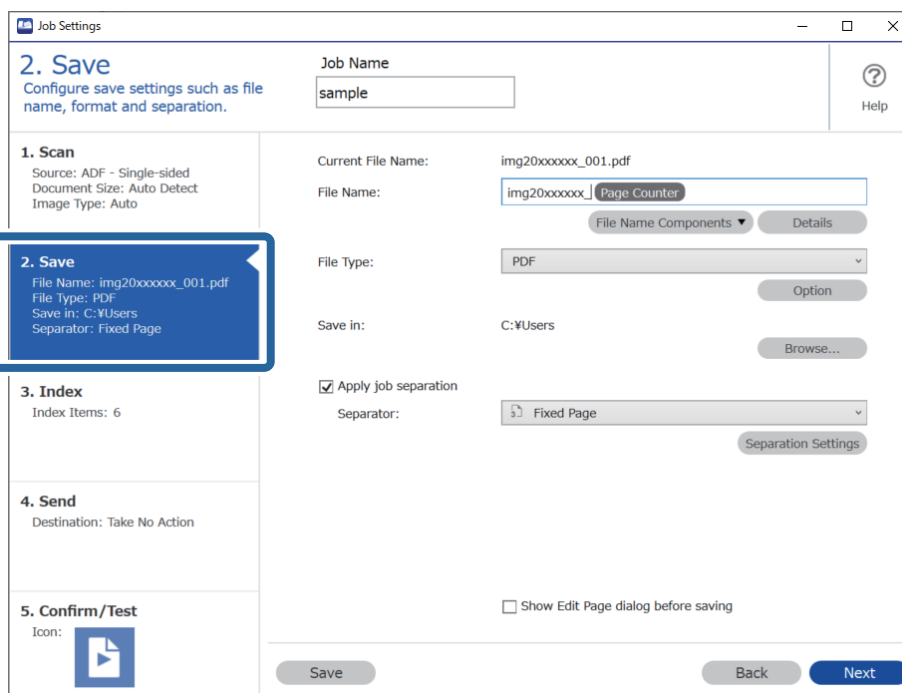 Job Settings
2. Save
Configure save settings such as file
name, format and separation.
Job Name
sample
Help
1. Scan
Source: ADF - Single-sided
Document Size: Auto Detect
Image Type: Auto
2. Save
File Name: img20xxxxxx_001.pdf
File Type: PDF
Save in: C:¥Users
Separator: Fixed Page
3. Index
Index Items: 6
4. Send
Destination: Take No Action
5. Confirm/Test
Icon:
Current File Name: img20xxxxxx_001.pdf
File Name: img20xxxxxx_ Page Counter
File Name Components ▼ Details
File Type: PDF
Option
Save in: C:¥Users
Browse...
Apply job separation
Separator: Fixed Page
Separation Settings
Show Edit Page dialog before saving
Save Back Next